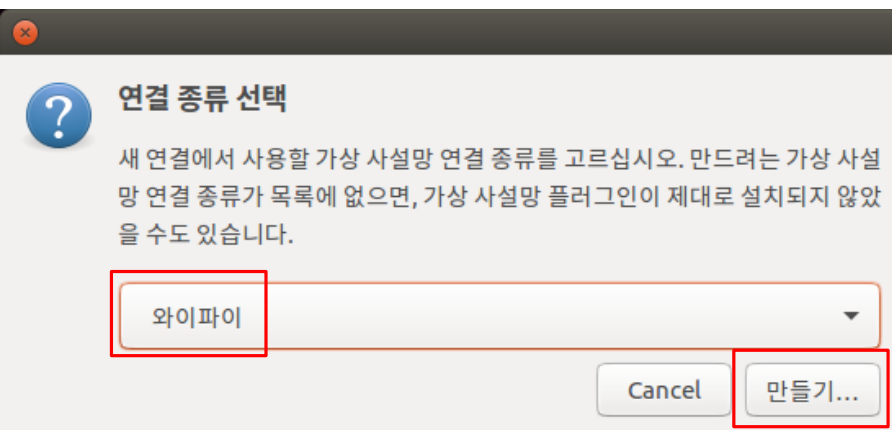 연결 종류 선택
새 연결에서 사용할 가상 사설망 연결 종류를 고르십시오. 만드려는 가상 사설
망 연결 종류가 목록에 없으면, 가상 사설망 플러그인이 제대로 설치되지 않았
을 수도 있습니다.
와이파이
Cancel
만들기...